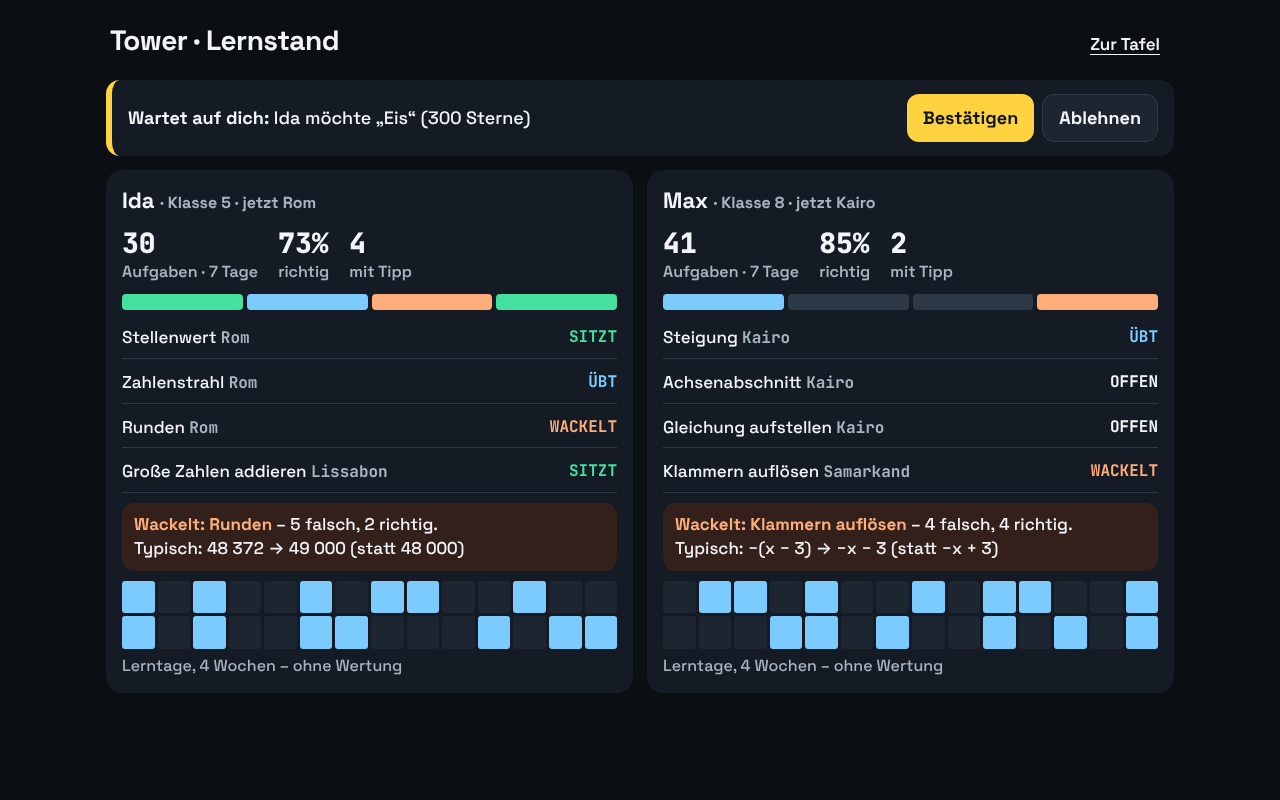 Tower · Lernstand
Zur Tafel
Wartet auf dich: Ida möchte „Eis“ (300 Sterne)
Bestätigen
Ablehnen
Ida · Klasse 5 · jetzt Rom
30 73% 4
Aufgaben · 7 Tage richtig mit Tipp
Stellenwert Rom SITZT
Zahlenstrahl Rom ÜBT
Runden Rom WACKELT
Große Zahlen addieren Lissabon SITZT
Wackelt: Runden – 5 falsch, 2 richtig.
Typisch: 48 372 → 49 000 (statt 48 000)
Lerntage, 4 Wochen – ohne Wertung
Max · Klasse 8 · jetzt Kairo
41 85% 2
Aufgaben · 7 Tage richtig mit Tipp
Steigung Kairo ÜBT
Achsenabschnitt Kairo OFFEN
Gleichung aufstellen Kairo OFFEN
Klammern auflösen Samarkand WACKELT
Wackelt: Klammern auflösen – 4 falsch, 4 richtig.
Typisch: −(x − 3) → −x − 3 (statt −x + 3)
Lerntage, 4 Wochen – ohne Wertung